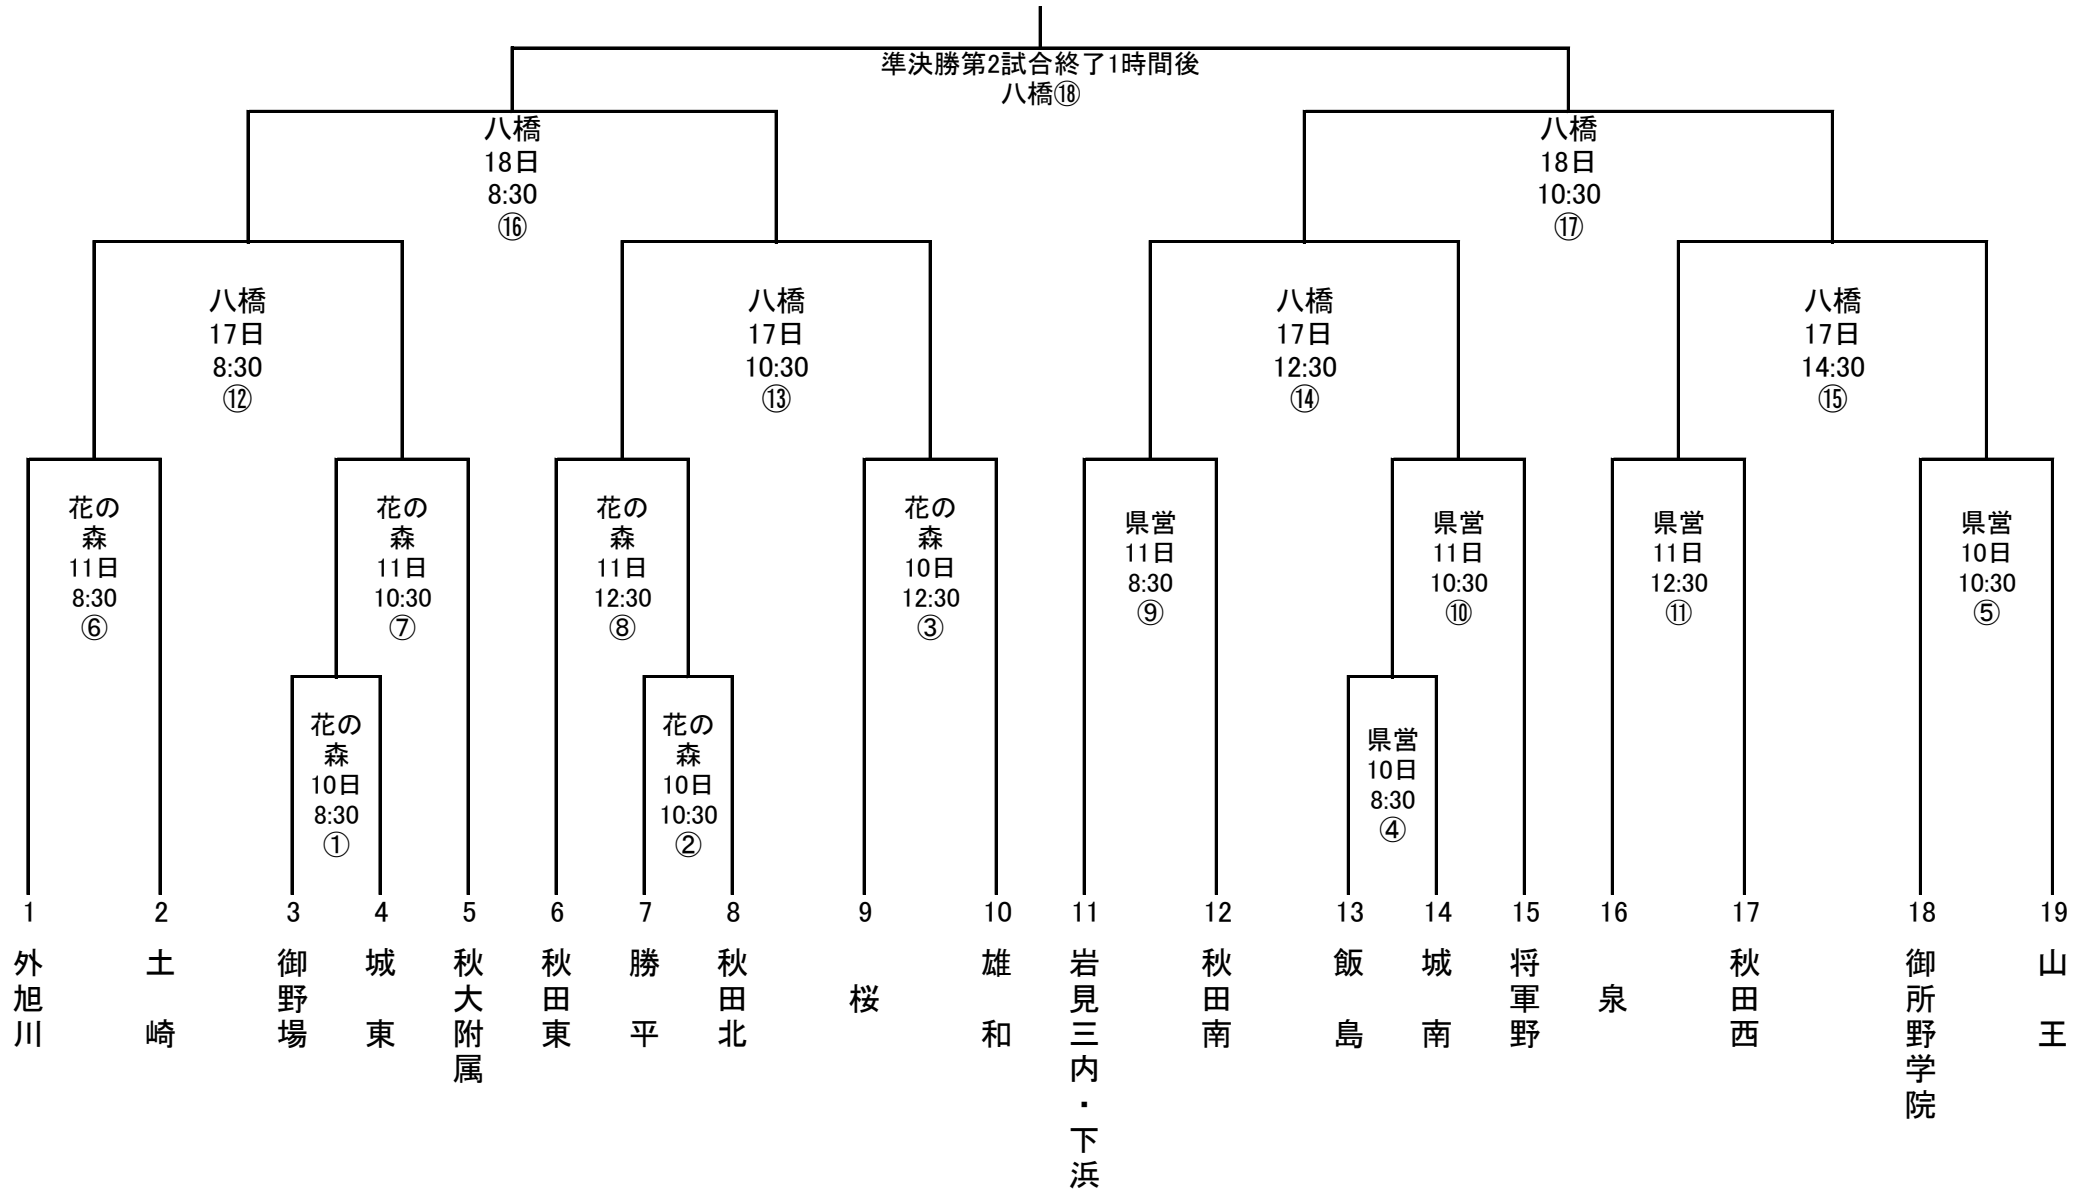 準決勝第2試合終了1時間後
八橋⑱
八橋
18日
8:30
⑯
八橋
18日
10:30
⑰
八橋
17日
8:30
⑫
八橋
17日
10:30
⑬
八橋
17日
12:30
⑭
八橋
17日
14:30
⑮
花の
森
11日
8:30
⑥
花の
森
11日
10:30
⑦
花の
森
11日
12:30
⑧
花の
森
10日
12:30
③
県営
11日
8:30
⑨
県営
11日
10:30
⑩
県営
11日
12:30
⑪
県営
10日
10:30
⑤
花の
森
10日
8:30
①
花の
森
10日
10:30
②
県営
10日
8:30
④
1 2 3 4 5 6 7 8 9 10 11 12 13 14 15 16 17 18 19
外旭川
土崎
御野場
城東
秋大附属
秋田東
勝平
秋田北
桜
雄和
岩見三内・下浜
秋田南
飯島
城南
将軍野
泉
秋田西
御所野学院
山王